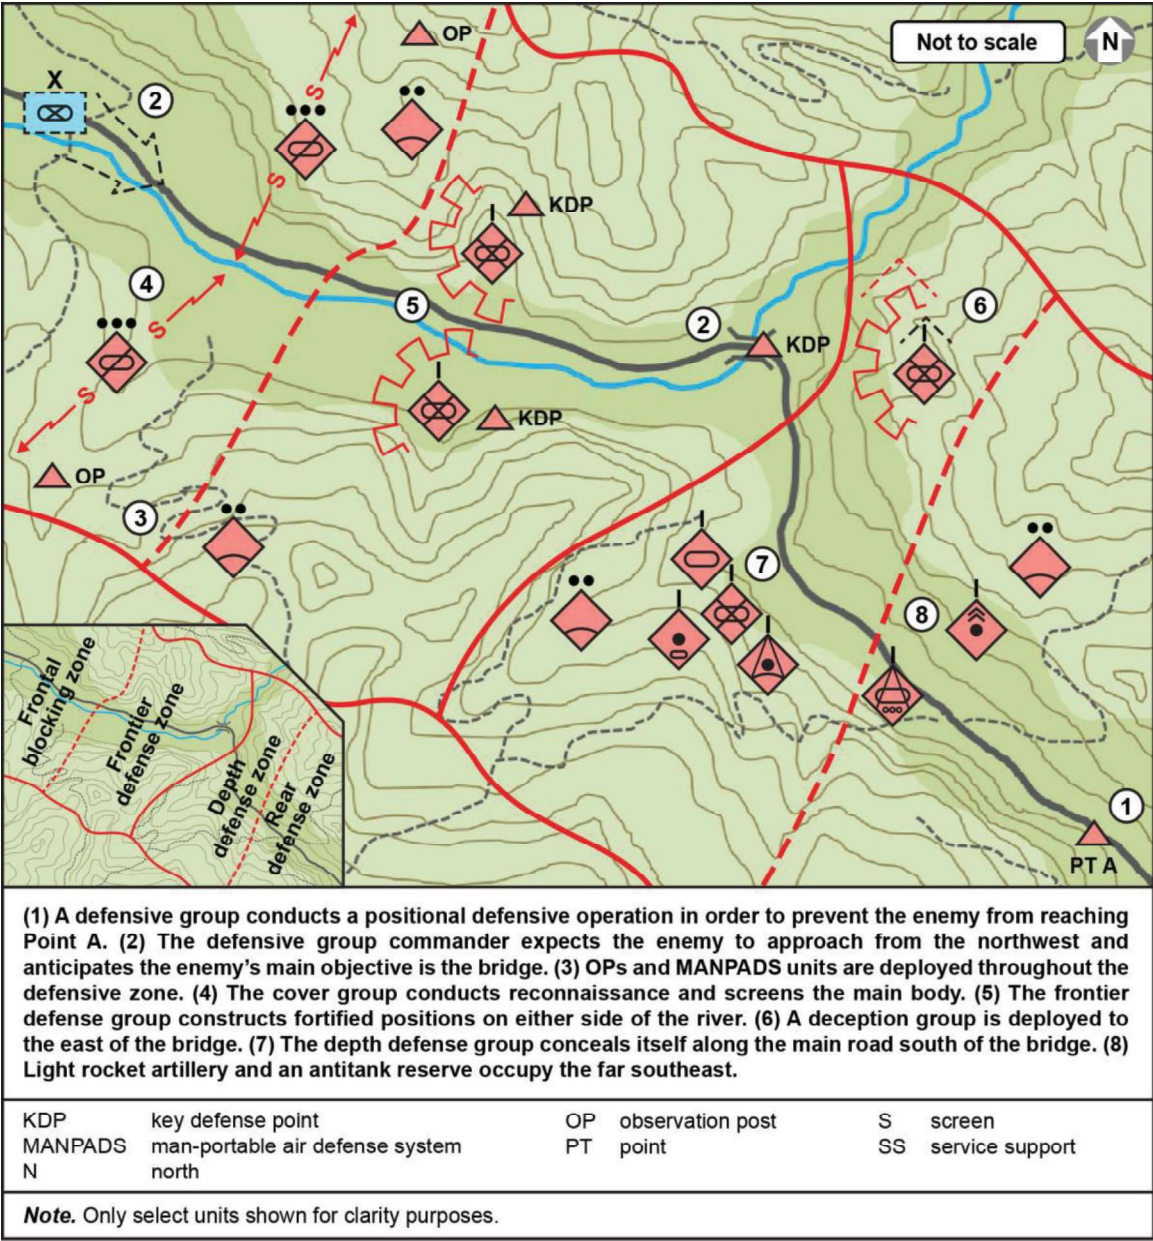 Not to scale
N
X
2
OP
S
S
KDP
4
5
2
6
S
KDP
S
KDP
OP
3
7
8
Frontal
blocking zone
Frontier
defense zone
Depth
defense zone
Rear
defense zone
1
PT A
(1) A defensive group conducts a positional defensive operation in order to prevent the enemy from reaching
Point A. (2) The defensive group commander expects the enemy to approach from the northwest and
anticipates the enemy's main objective is the bridge. (3) OPs and MANPADS units are deployed throughout the
defensive zone. (4) The cover group conducts reconnaissance and screens the main body. (5) The frontier
defense group constructs fortified positions on either side of the river. (6) A deception group is deployed to
the east of the bridge. (7) The depth defense group conceals itself along the main road south of the bridge. (8)
Light rocket artillery and an antitank reserve occupy the far southeast.
KDP key defense point OP observation post S screen
MANPADS man-portable air defense system PT point SS service support
N north
Note. Only select units shown for clarity purposes.